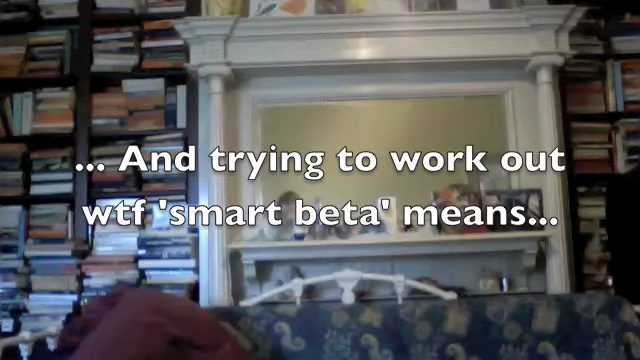 ... And trying to work out
wtf 'smart beta' means...